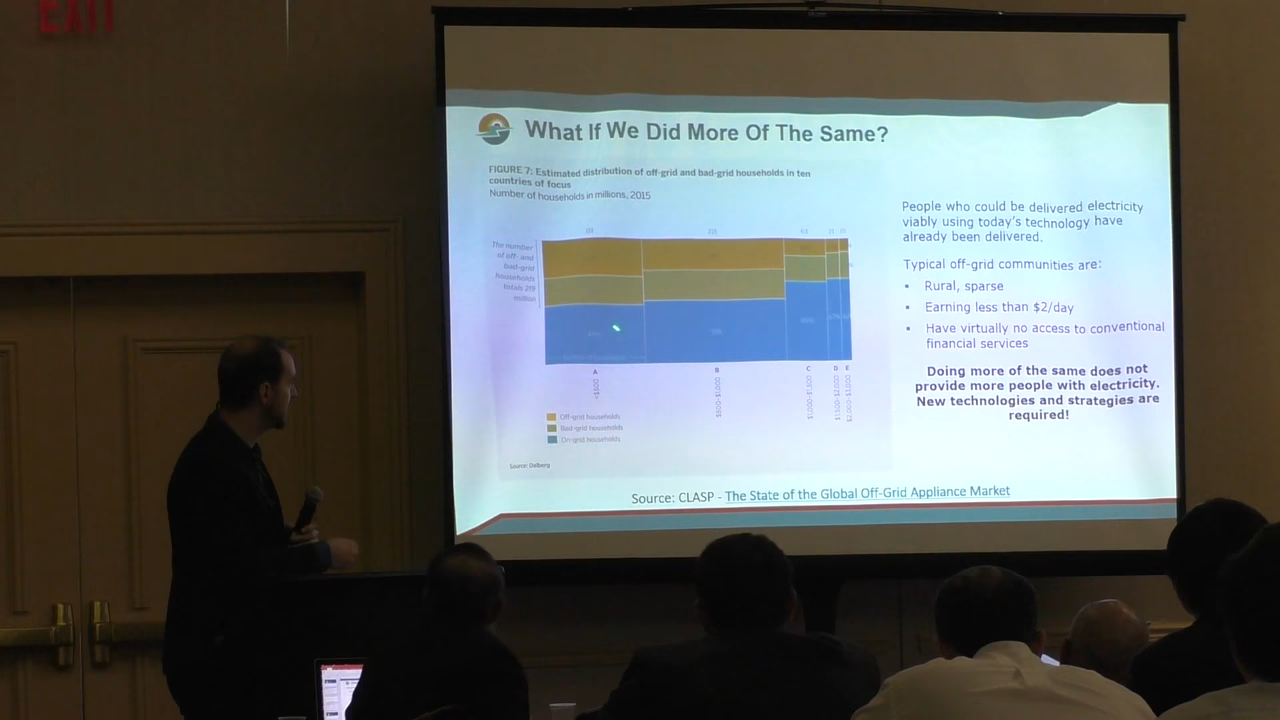 EXIT
What If We Did More Of The Same?
FIGURE 7: Estimated distribution of off-grid and bad-grid households in ten
countries of focus
Number of households in millions, 2015
The number
of off- and
bad-grid
households
totals 219
million
A
B
C
D
E
<$500
$500-$1,000
$1,000-$1,500
$1,500-$2,000
$2,000-$3,000
Off-grid households
Bad-grid households
On-grid households
Source: Dalberg
People who could be delivered electricity
viably using today's technology have
already been delivered.
Typical off-grid communities are:
▪ Rural, sparse
▪ Earning less than $2/day
▪ Have virtually no access to conventional
financial services
Doing more of the same does not
provide more people with electricity.
New technologies and strategies are
required!
Source: CLASP - The State of the Global Off-Grid Appliance Market